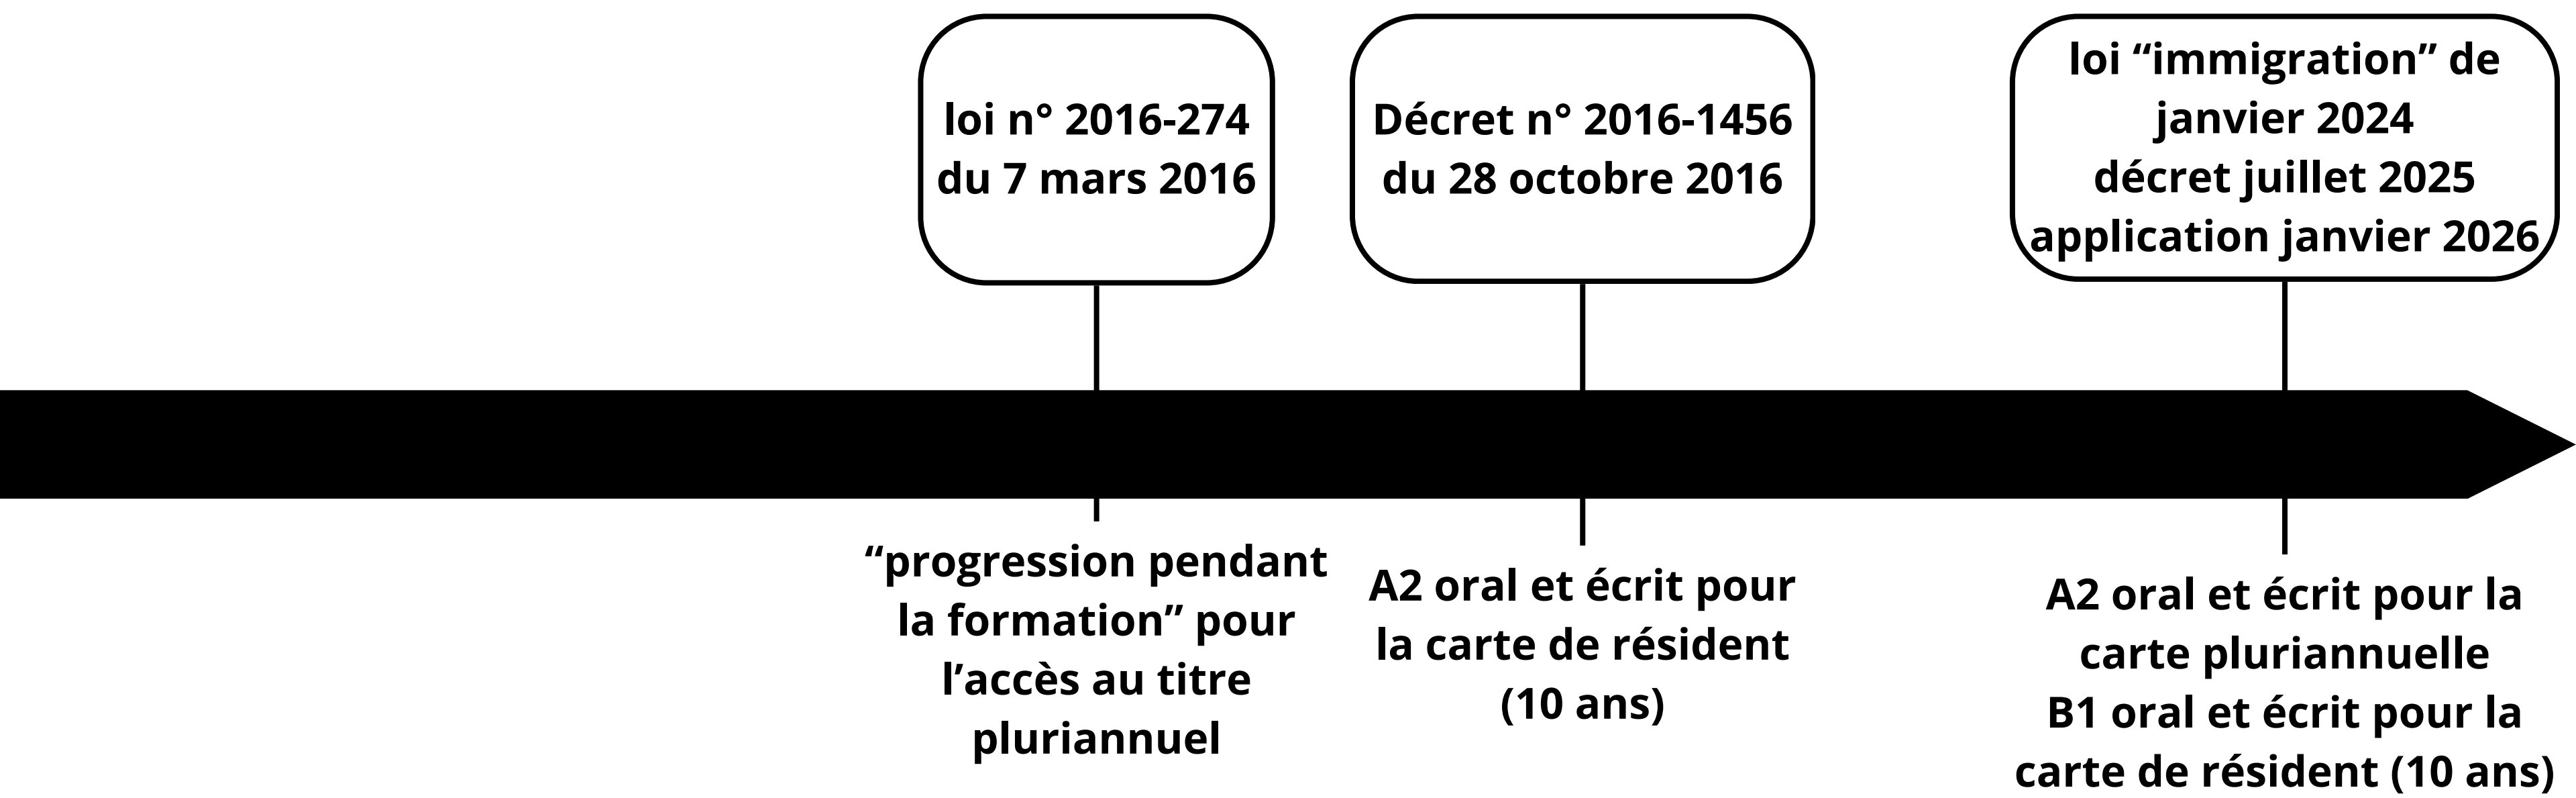 loi n° 2016-274
du 7 mars 2016
“progression pendant
la formation” pour
l’accès au titre
pluriannuel
Décret n° 2016-1456
du 28 octobre 2016
A2 oral et écrit pour
la carte de résident
(10 ans)
loi “immigration” de
janvier 2024
décret juillet 2025
application janvier 2026
A2 oral et écrit pour la
carte pluriannuelle
B1 oral et écrit pour la
carte de résident (10 ans)